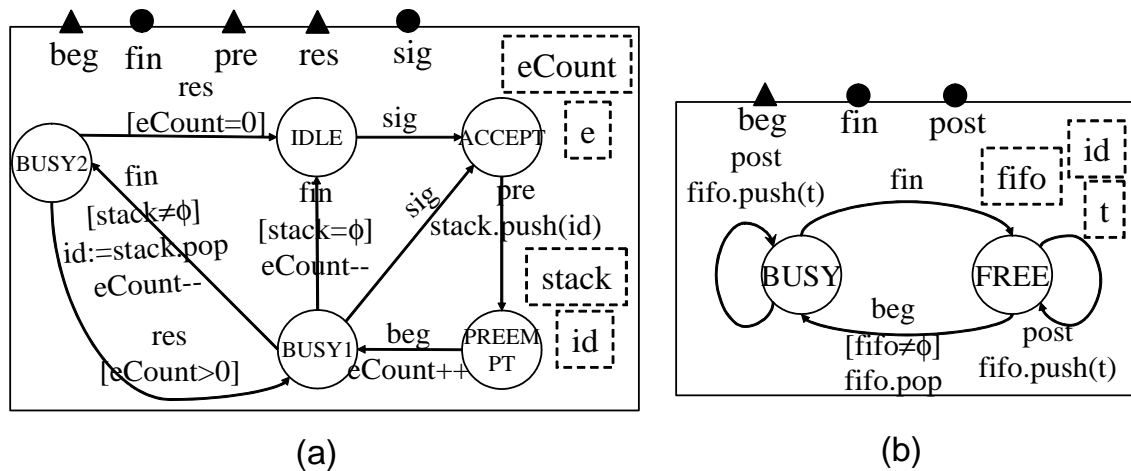 beg fin pre res sig
eCount
e
res
[eCount=0]
IDLE
sig
ACCEPT
BUSY2
fin
[stack≠ϕ]
id:=stack.pop
eCount--
fin
[stack=ϕ]
eCount--
sig
pre
stack.push(id)
stack
id
res
[eCount>0]
BUSY1
beg
eCount++
PREEM
PT
(a)
beg fin post
id
fifo
t
post
fifo.push(t)
fin
BUSY
FREE
beg
[fifo≠ϕ]
fifo.pop
post
fifo.push(t)
(b)